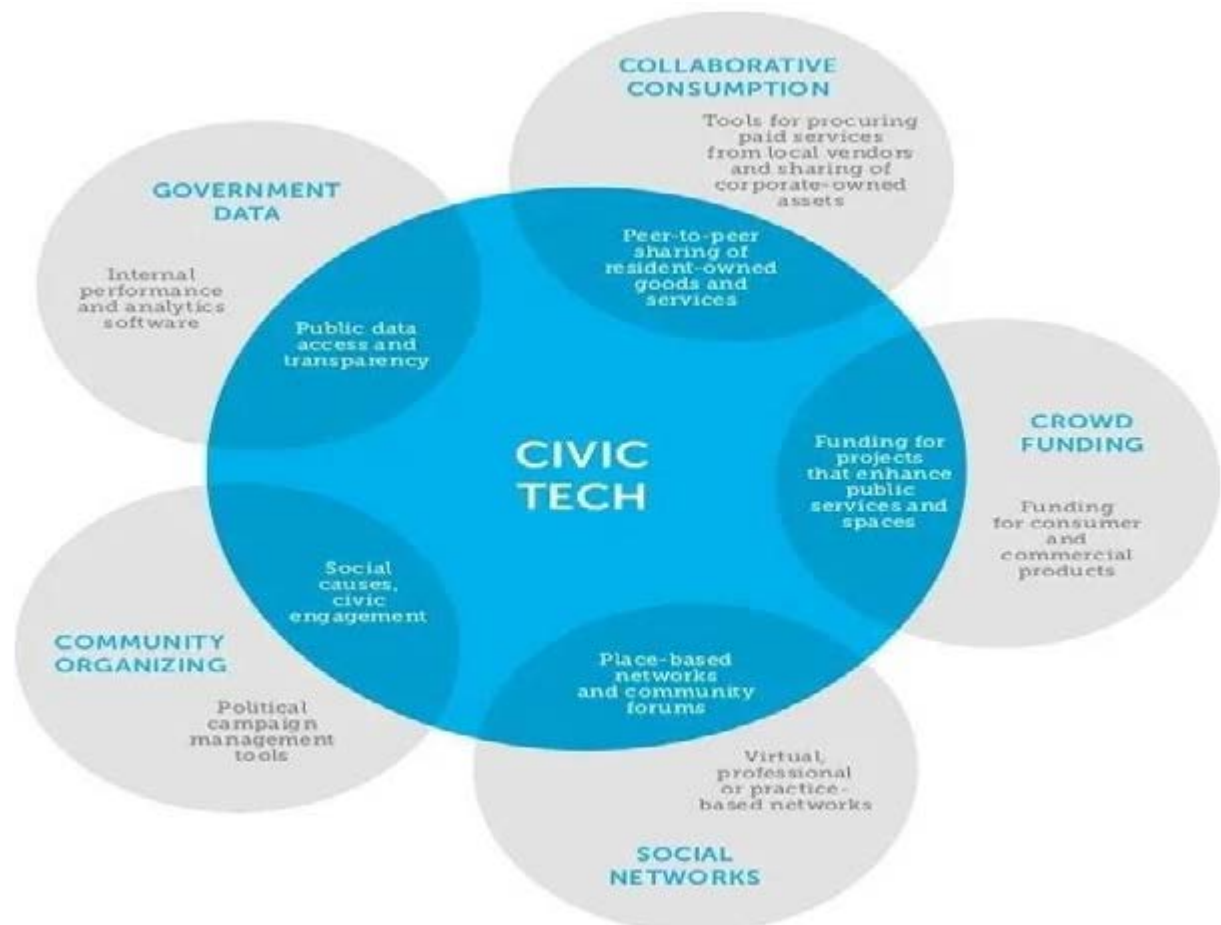 COLLABORATIVE
CONSUMPTION
Tools for procuring
paid services
from local vendors
and sharing of
corporate-owned
assets
Peer-to-peer
sharing of
resident-owned
goods and
services
GOVERNMENT
DATA
Internal
performance
and analytics
software
Public data
access and
transparency
CIVIC
TECH
CROWD
FUNDING
Funding for
projects
that enhance
public
services and
spaces
Funding
for consumer
and
commercial
products
Social
causes,
civic
engagement
COMMUNITY
ORGANIZING
Political
campaign
management
tools
Place-based
networks
and community
forums
Virtual,
professional
or practice-
based networks
SOCIAL
NETWORKS